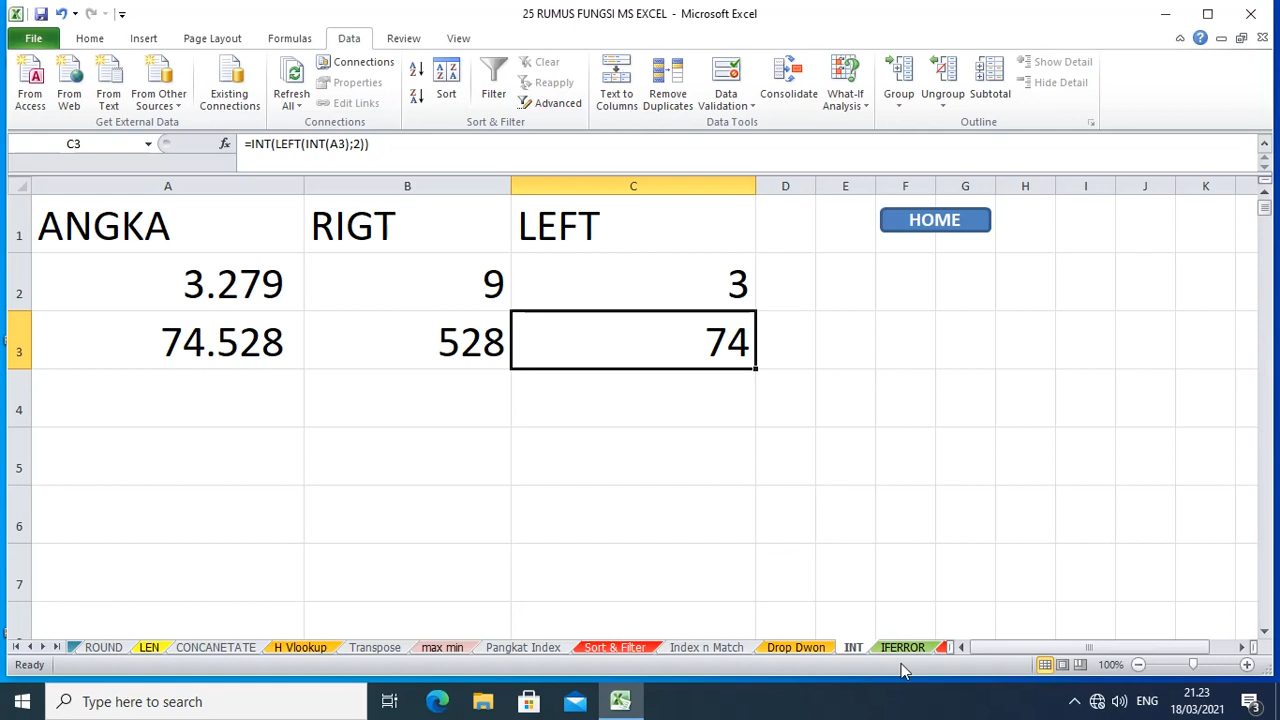 25 RUMUS FUNGSI MS EXCEL - Microsoft Excel
File Home Insert Page Layout Formulas Data Review View
From Access
From Web
From Text
From Other Sources
Existing Connections
Get External Data
Refresh All
Connections
Properties
Edit Links
Connections
Sort
Filter
Clear
Reapply
Advanced
Sort & Filter
Text to Columns
Remove Duplicates
Data Validation
Consolidate
What-If Analysis
Data Tools
Group
Ungroup
Subtotal
Show Detail
Hide Detail
Outline
C3 fx =INT(LEFT(INT(A3);2))
A B C D E F G H I J K
1 ANGKA RIGT LEFT HOME
2 3.279 9 3
3 74.528 528 74
4
5
6
7
ROUND LEN CONCANETATE H Vlookup Transpose max min Pangkat Index Sort & Filter Index n Match Drop Dwon INT IFERROR
Ready 100%
Type here to search ENG 21.23
18/03/2021 3